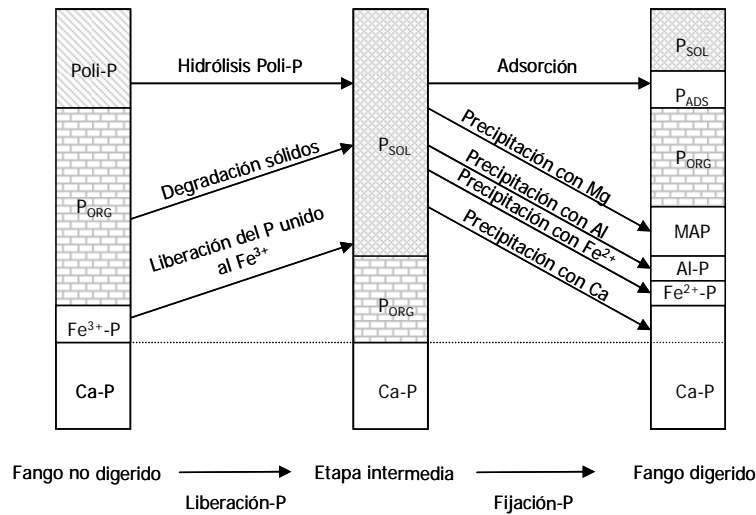 Poli-P
P_ORG
Fe³⁺-P
Ca-P
Hidrólisis Poli-P
Degradación sólidos
Liberación del P unido
al Fe³⁺
P_SOL
P_ORG
Ca-P
Adsorción
Precipitación con Mg
Precipitación con Al
Precipitación con Fe²⁺
Precipitación con Ca
P_SOL
P_ADS
P_ORG
MAP
Al-P
Fe²⁺-P
Ca-P
Fango no digerido
Liberación-P
Etapa intermedia
Fijación-P
Fango digerido